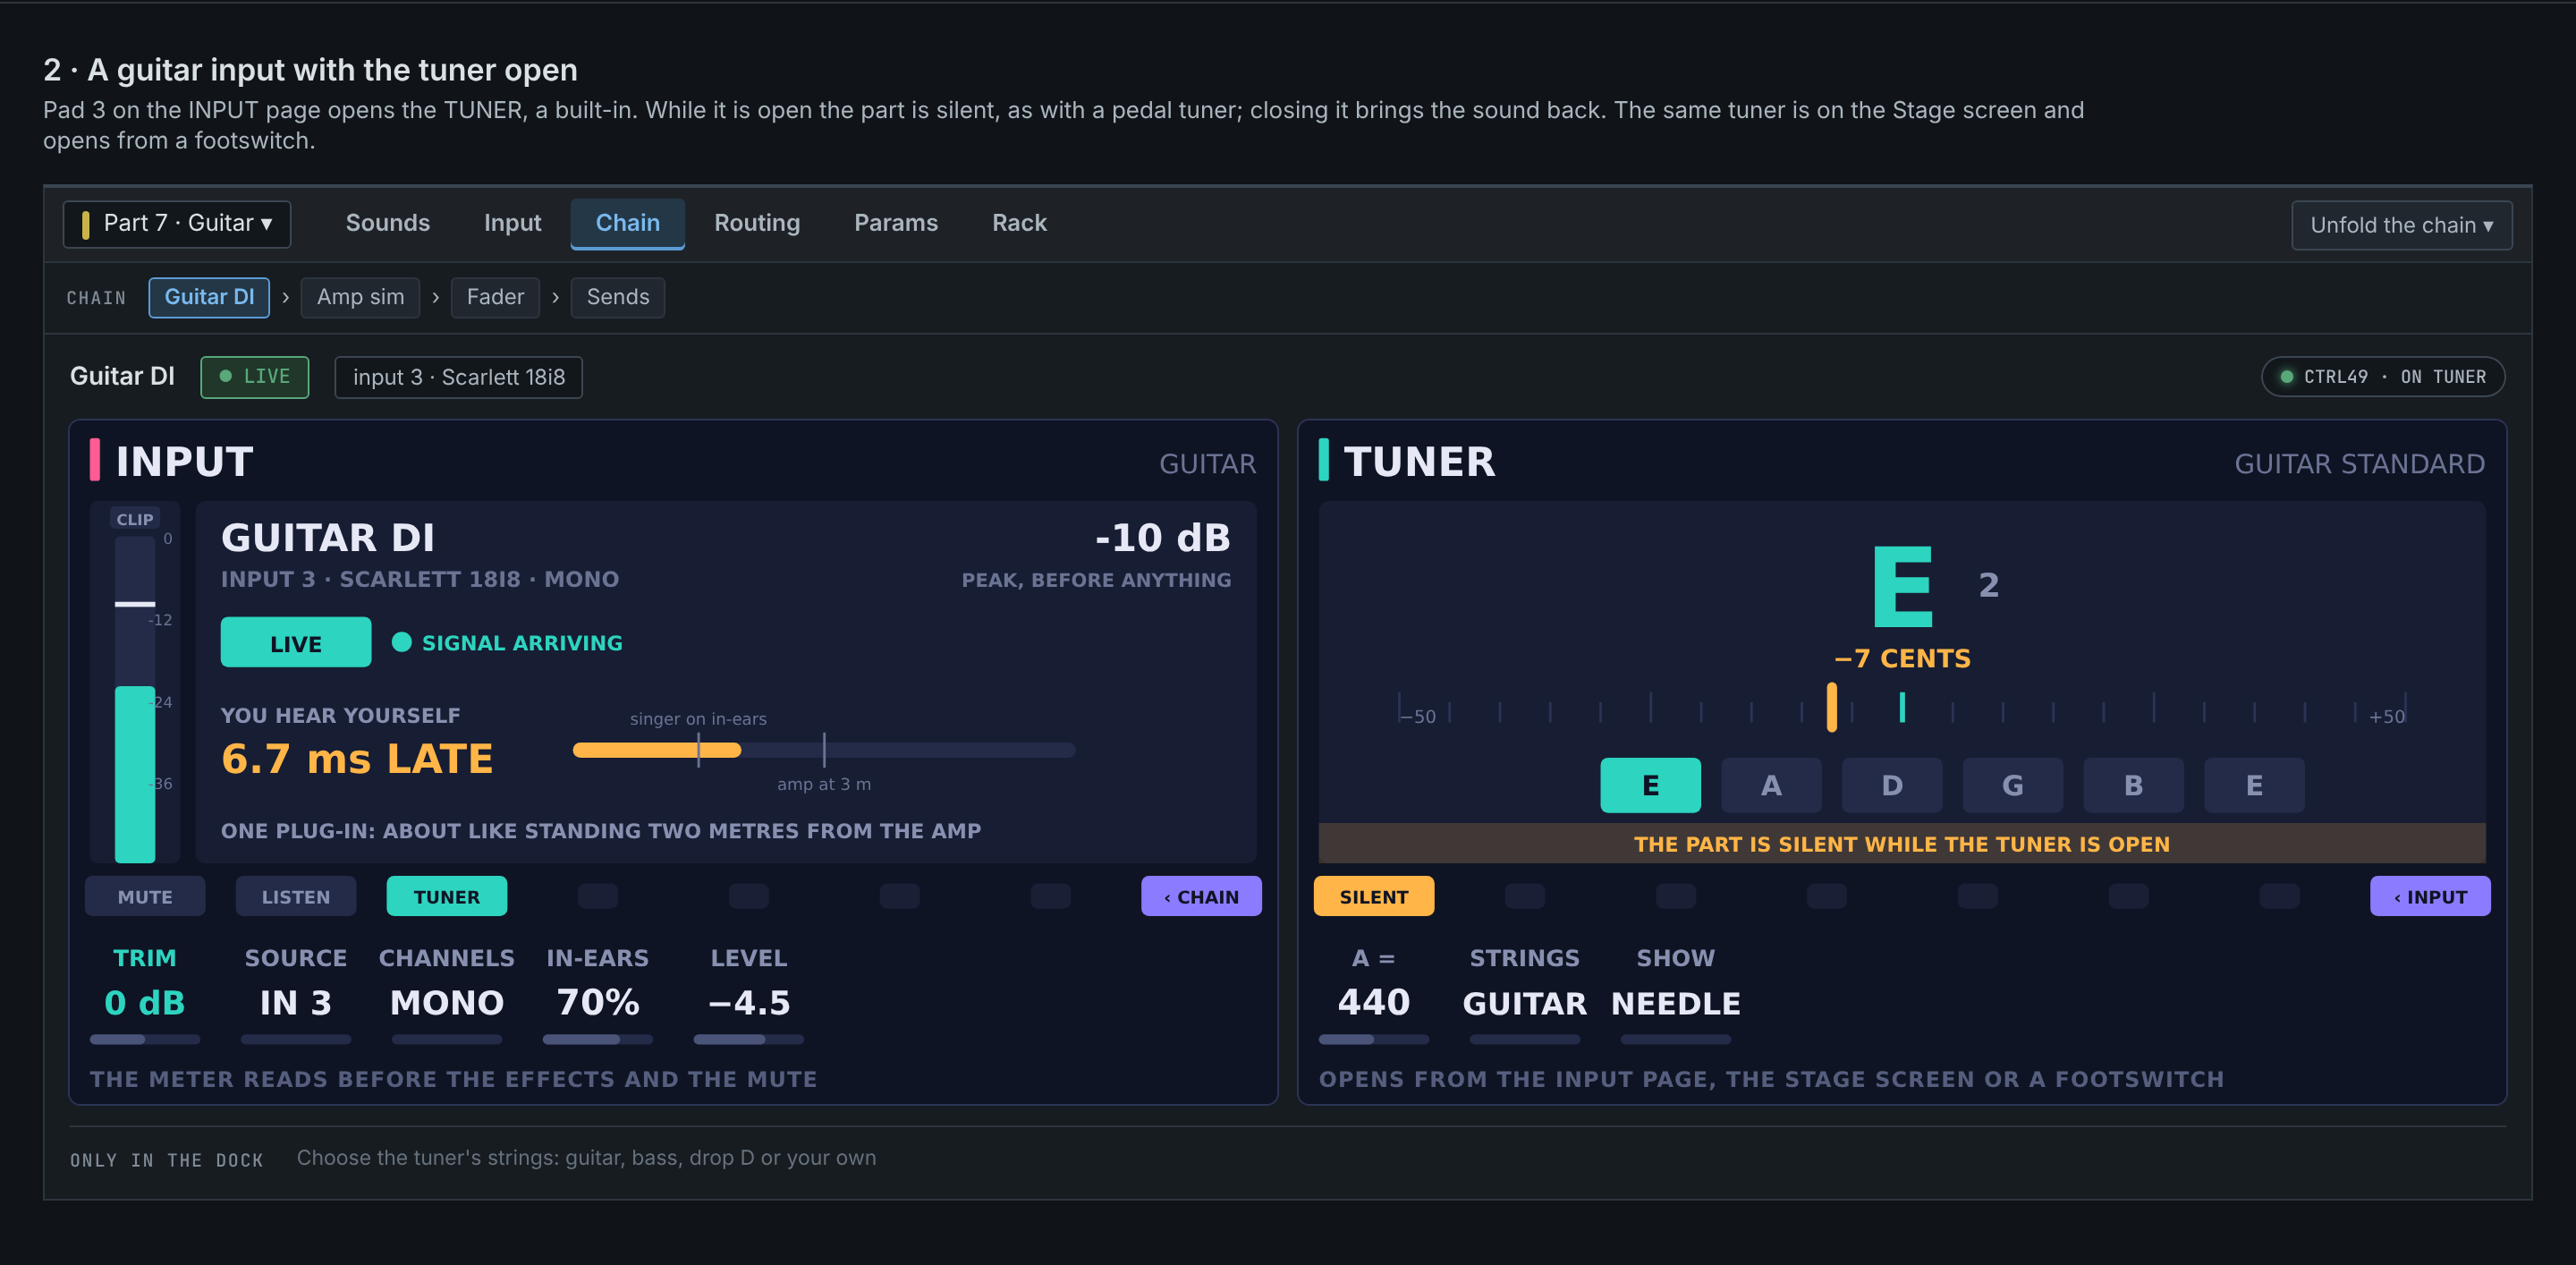 2 · A guitar input with the tuner open
Pad 3 on the INPUT page opens the TUNER, a built-in. While it is open the part is silent, as with a pedal tuner; closing it brings the sound back. The same tuner is on the Stage screen and
opens from a footswitch.
Part 7 · Guitar ▾
Sounds
Input
Chain
Routing
Params
Rack
Unfold the chain ▾
CHAIN
Guitar DI › Amp sim › Fader › Sends
Guitar DI
● LIVE
input 3 · Scarlett 18i8
CTRL49 · ON TUNER
INPUT
GUITAR
CLIP
0
-12
-24
-36
GUITAR DI
-10 dB
INPUT 3 · SCARLETT 18I8 · MONO
PEAK, BEFORE ANYTHING
LIVE
SIGNAL ARRIVING
YOU HEAR YOURSELF
6.7 ms LATE
singer on in-ears
amp at 3 m
ONE PLUG-IN: ABOUT LIKE STANDING TWO METRES FROM THE AMP
MUTE
LISTEN
TUNER
‹ CHAIN
TRIM
SOURCE
CHANNELS
IN-EARS
LEVEL
0 dB
IN 3
MONO
70%
−4.5
THE METER READS BEFORE THE EFFECTS AND THE MUTE
TUNER
GUITAR STANDARD
E 2
−7 CENTS
−50
+50
E
A
D
G
B
E
THE PART IS SILENT WHILE THE TUNER IS OPEN
SILENT
‹ INPUT
A =
STRINGS
SHOW
440
GUITAR
NEEDLE
OPENS FROM THE INPUT PAGE, THE STAGE SCREEN OR A FOOTSWITCH
ONLY IN THE DOCK
Choose the tuner's strings: guitar, bass, drop D or your own